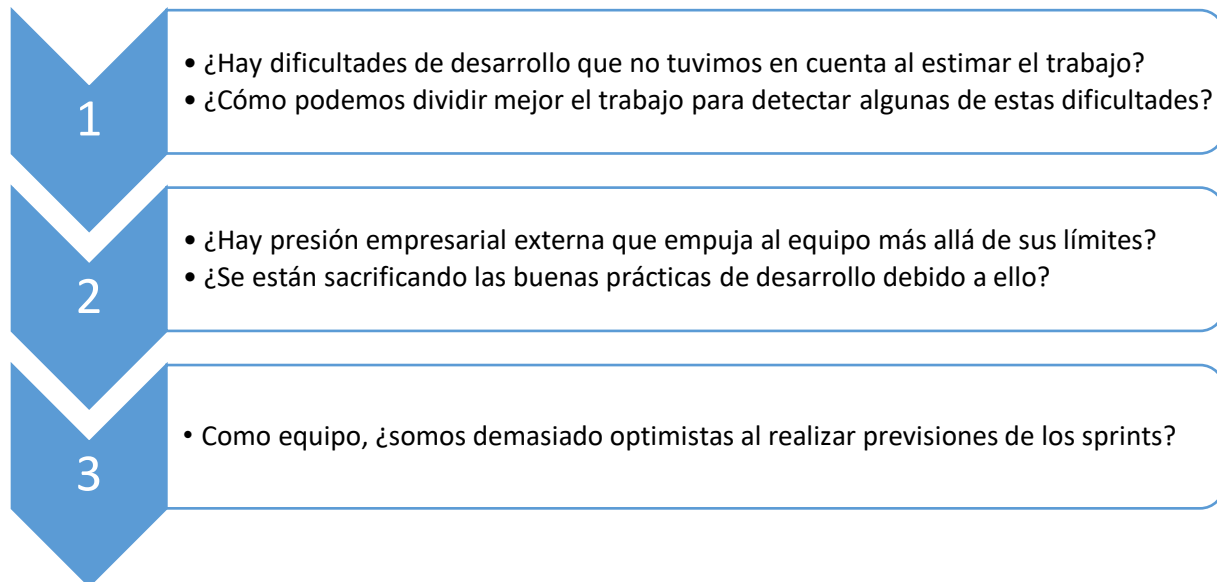 1
• ¿Hay dificultades de desarrollo que no tuvimos en cuenta al estimar el trabajo?
• ¿Cómo podemos dividir mejor el trabajo para detectar algunas de estas dificultades?
2
• ¿Hay presión empresarial externa que empuja al equipo más allá de sus límites?
• ¿Se están sacrificando las buenas prácticas de desarrollo debido a ello?
3
• Como equipo, ¿somos demasiado optimistas al realizar previsiones de los sprints?